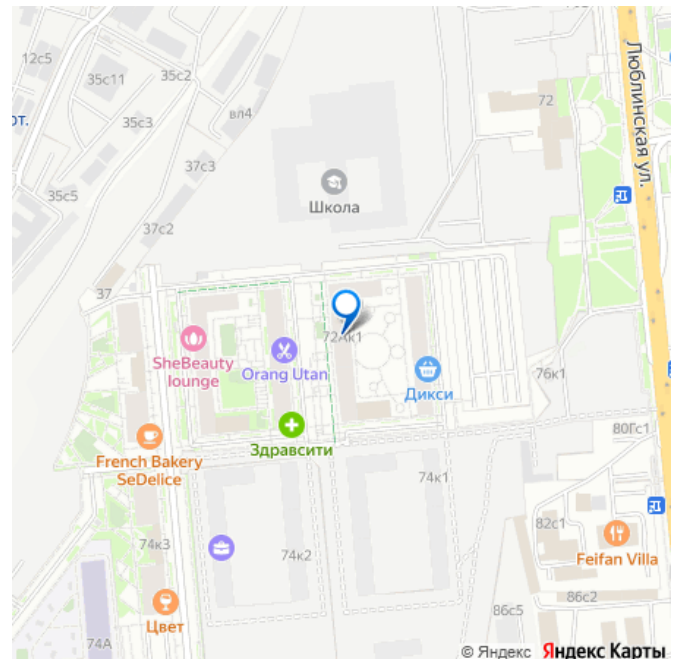 12с5
35с11
35с2
35с3
вл4
от.
37с3
35с5
Школа
37с2
72
Люблинская ул.
37
72Ак1
SheBeauty
lounge
Orang Utan
Дикси
76к1
80Гс1
Здравсити
French Bakery
SeDelice
74к1
82с1
Feifan Villa
74к3
74к2
86с2
86с5
Цвет
74А
© Яндекс Яндекс Карты